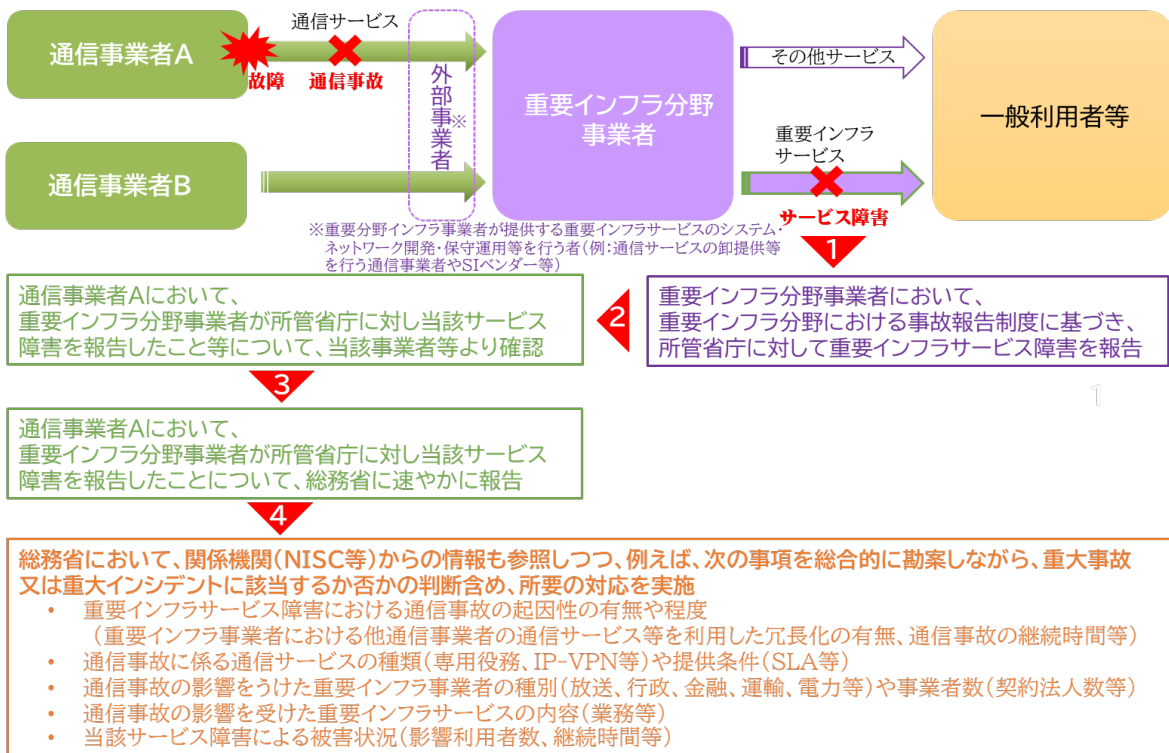 通信サービス
通信事業者A
故障
通信事故
外部事業者
※
重要インフラ分野
事業者
その他サービス
重要インフラ
サービス
サービス障害
一般利用者等
通信事業者B
※重要分野インフラ事業者が提供する重要インフラサービスのシステム・
ネットワーク開発・保守運用等を行う者(例:通信サービスの卸提供等
を行う通信事業者やSIベンダー等)
1
重要インフラ分野事業者において、
重要インフラ分野における事故報告制度に基づき、
所管省庁に対して重要インフラサービス障害を報告
2
通信事業者Aにおいて、
重要インフラ分野事業者が所管省庁に対し当該サービス
障害を報告したこと等について、当該事業者等より確認
1
3
通信事業者Aにおいて、
重要インフラ分野事業者が所管省庁に対し当該サービス
障害を報告したことについて、総務省に速やかに報告
4
総務省において、関係機関(NISC等)からの情報も参照しつつ、例えば、次の事項を総合的に勘案しながら、重大事故
又は重大インシデントに該当するか否かの判断含め、所要の対応を実施
• 重要インフラサービス障害における通信事故の起因性の有無や程度
(重要インフラ事業者における他通信事業者の通信サービス等を利用した冗長化の有無、通信事故の継続時間等)
• 通信事故に係る通信サービスの種類(専用役務、IP-VPN等)や提供条件(SLA等)
• 通信事故の影響をうけた重要インフラ事業者の種別(放送、行政、金融、運輸、電力等)や事業者数(契約法人数等)
• 通信事故の影響を受けた重要インフラサービスの内容(業務等)
• 当該サービス障害による被害状況(影響利用者数、継続時間等)